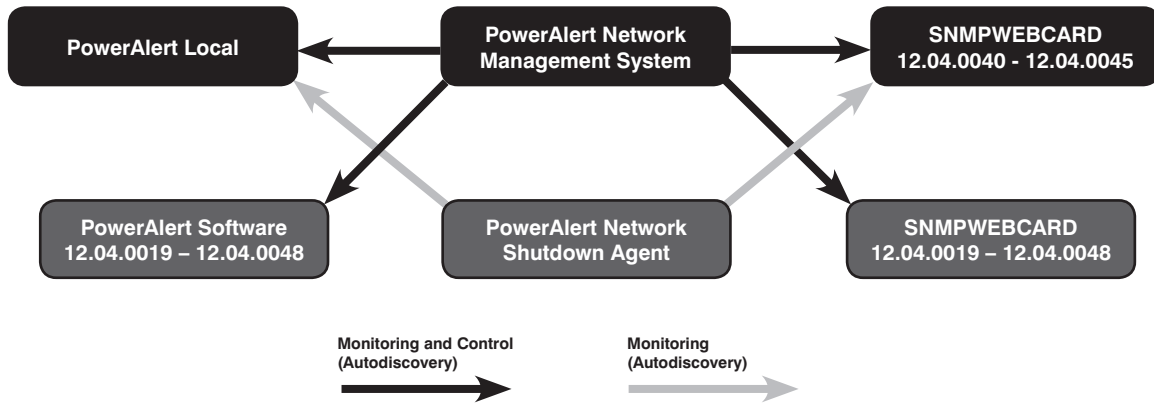 PowerAlert Local
PowerAlert Network
Management System
SNMPWEBCARD
12.04.0040 - 12.04.0045
PowerAlert Software
12.04.0019 – 12.04.0048
PowerAlert Network
Shutdown Agent
SNMPWEBCARD
12.04.0019 – 12.04.0048
Monitoring and Control
(Autodiscovery)
Monitoring
(Autodiscovery)